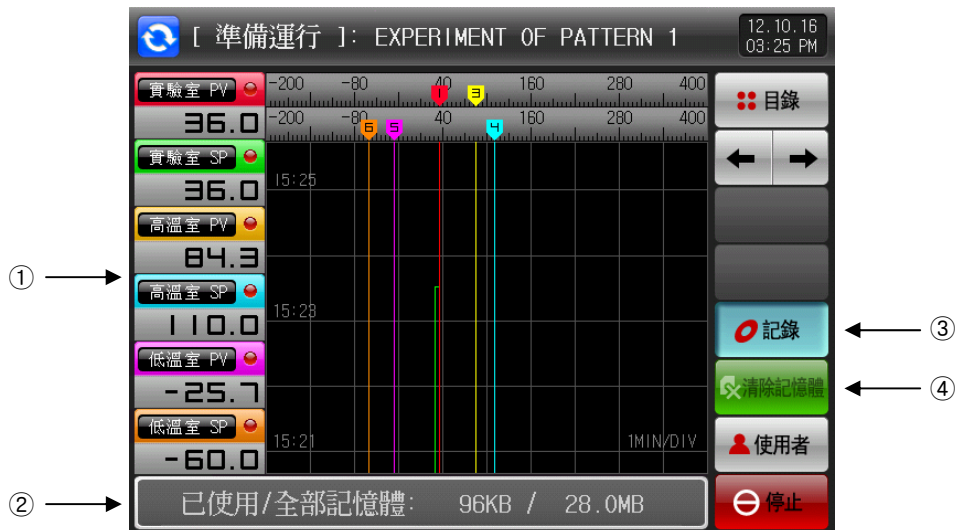 [ 準備運行 ]: EXPERIMENT OF PATTERN 1
12.10.16
03:25 PM
實驗室 PV
36.0
實驗室 SP
36.0
高溫室 PV
84.3
高溫室 SP
110.0
低溫室 PV
-25.7
低溫室 SP
-60.0
-200 -80 40 160 280 400
1 3
-200 -80 40 160 280 400
6 5 4
15:25
15:23
15:21
1MIN/DIV
目錄
記錄
清除記憶體
使用者
停止
已使用/全部記憶體: 96KB / 28.0MB
①
②
③
④